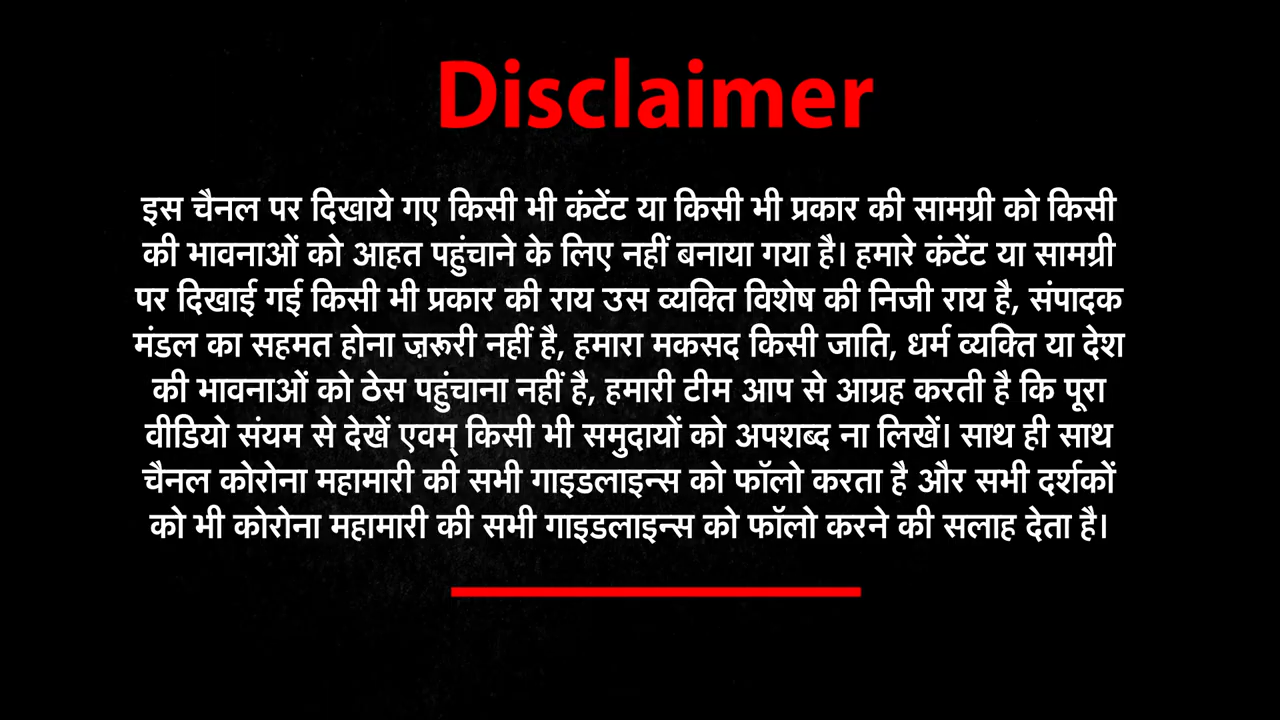 Disclaimer
इस चैनल पर दिखाये गए किसी भी कंटेंट या किसी भी प्रकार की सामग्री को किसी
की भावनाओं को आहत पहुंचाने के लिए नहीं बनाया गया है। हमारे कंटेंट या सामग्री
पर दिखाई गई किसी भी प्रकार की राय उस व्यक्ति विशेष की निजी राय है, संपादक
मंडल का सहमत होना ज़रूरी नहीं है, हमारा मकसद किसी जाति, धर्म व्यक्ति या देश
की भावनाओं को ठेस पहुंचाना नहीं है, हमारी टीम आप से आग्रह करती है कि पूरा
वीडियो संयम से देखें एवम् किसी भी समुदायों को अपशब्द ना लिखें। साथ ही साथ
चैनल कोरोना महामारी की सभी गाइडलाइन्स को फॉलो करता है और सभी दर्शकों
को भी कोरोना महामारी की सभी गाइडलाइन्स को फॉलो करने की सलाह देता है।